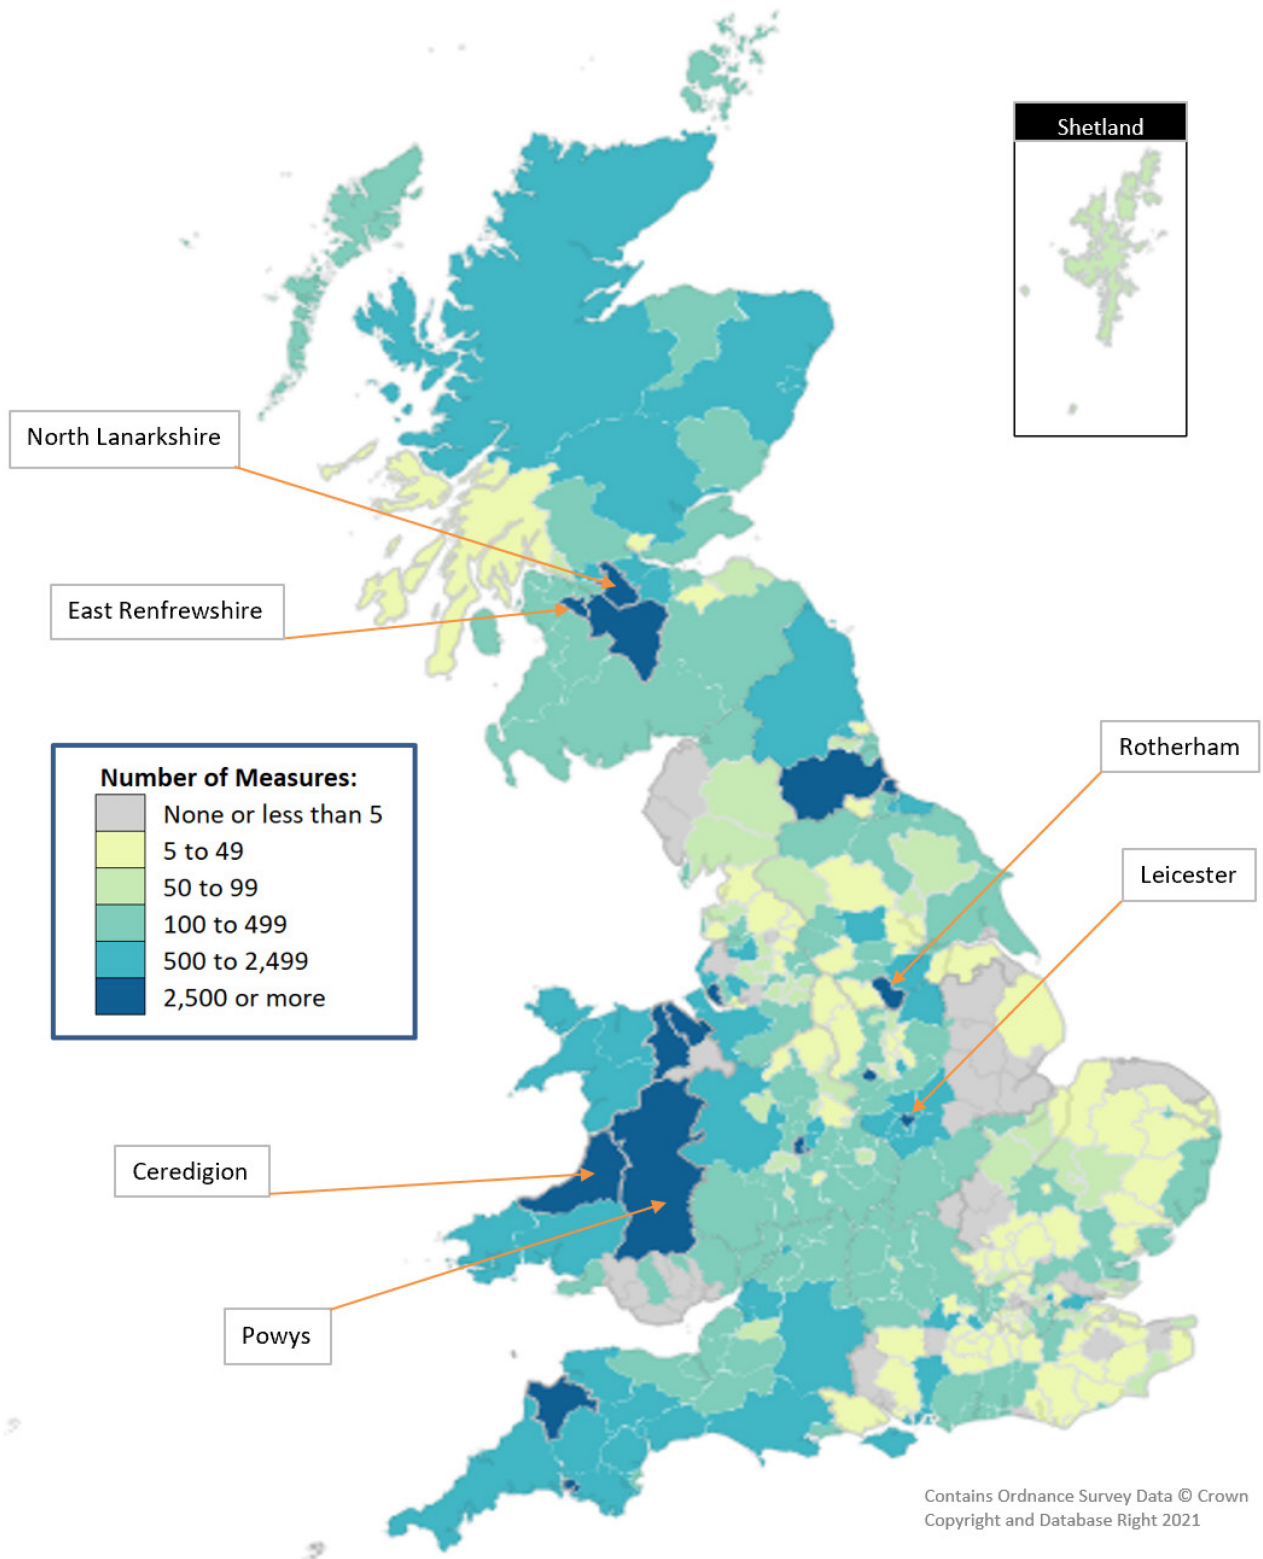 Shetland
North Lanarkshire
East Renfrewshire
Rotherham
Number of Measures:
None or less than 5
5 to 49
50 to 99
100 to 499
500 to 2,499
2,500 or more
Leicester
Ceredigion
Powys
Contains Ordnance Survey Data © Crown
Copyright and Database Right 2021